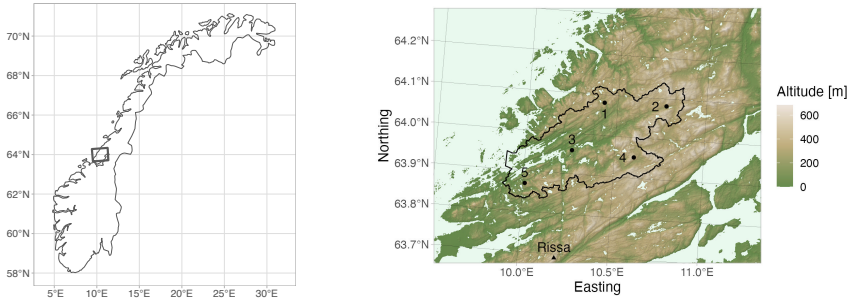 70°N
68°N
66°N
64°N
62°N
60°N
58°N
5°E 10°E 15°E 20°E 25°E 30°E
Northing
64.2°N
64.1°N
64.0°N
63.9°N
63.8°N
63.7°N
1
2
3
4
5
Rissa
10.0°E 10.5°E 11.0°E
Easting
Altitude [m]
600
400
200
0